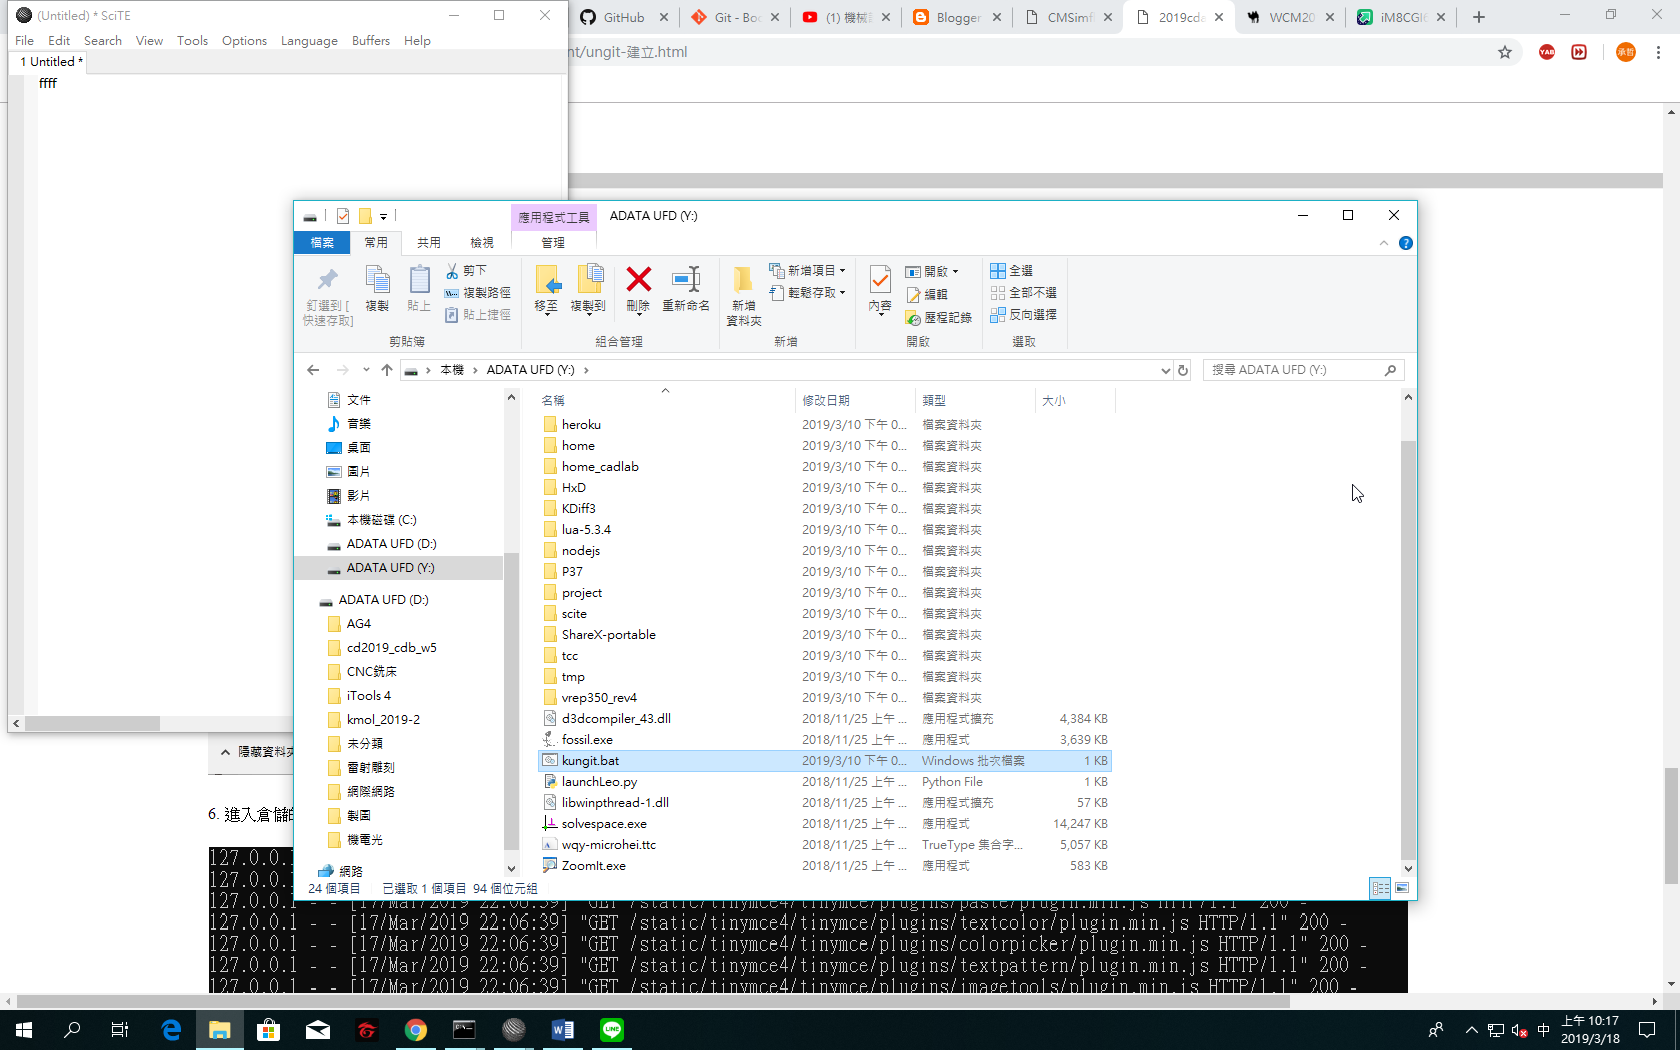 (Untitled) * SciTE
File Edit Search View Tools Options Language Buffers Help
1 Untitled *
ffff
GitHub
Git - Boo
(1) 機械
Blogger
CMSimf
2019cda
WCM20
iM8CGI6
nt/ungit-建立.html
YAB
承哲
應用程式工具
ADATA UFD (Y:)
檔案 常用 共用 檢視 管理
釘選到 [
快速存取]
複製
貼上
剪下
複製路徑
貼上捷徑
剪貼簿
移至
複製到
刪除
重新命名
組合管理
新增
資料夾
新增項目
輕鬆存取
新增
內容
開啟
編輯
歷程記錄
開啟
全選
全部不選
反向選擇
選取
本機 › ADATA UFD (Y:) ›
搜尋 ADATA UFD (Y:)
文件
音樂
桌面
圖片
影片
本機磁碟 (C:)
ADATA UFD (D:)
ADATA UFD (Y:)
ADATA UFD (D:)
AG4
cd2019_cdb_w5
CNC銑床
iTools 4
kmol_2019-2
未分類
雷射雕刻
網際網路
製圖
機電光
網路
名稱 修改日期 類型 大小
heroku 2019/3/10 下午 0... 檔案資料夾
home 2019/3/10 下午 0... 檔案資料夾
home_cadlab 2019/3/10 下午 0... 檔案資料夾
HxD 2019/3/10 下午 0... 檔案資料夾
KDiff3 2019/3/10 下午 0... 檔案資料夾
lua-5.3.4 2019/3/10 下午 0... 檔案資料夾
nodejs 2019/3/10 下午 0... 檔案資料夾
P37 2019/3/10 下午 0... 檔案資料夾
project 2019/3/10 下午 0... 檔案資料夾
scite 2019/3/10 下午 0... 檔案資料夾
ShareX-portable 2019/3/10 下午 0... 檔案資料夾
tcc 2019/3/10 下午 0... 檔案資料夾
tmp 2019/3/10 下午 0... 檔案資料夾
vrep350_rev4 2019/3/10 下午 0... 檔案資料夾
d3dcompiler_43.dll 2018/11/25 上午 ... 應用程式擴充 4,384 KB
fossil.exe 2018/11/25 上午 ... 應用程式 3,639 KB
kungit.bat 2019/3/10 下午 0... Windows 批次檔案 1 KB
launchLeo.py 2018/11/25 上午 ... Python File 1 KB
libwinpthread-1.dll 2018/11/25 上午 ... 應用程式擴充 57 KB
solvespace.exe 2018/11/25 上午 ... 應用程式 14,247 KB
wqy-microhei.ttc 2018/11/25 上午 ... TrueType 集合字... 5,057 KB
ZoomIt.exe 2018/11/25 上午 ... 應用程式 583 KB
24 個項目 已選取 1 個項目 94 個位元組
隱藏資料夾
6. 進入倉儲的
127.0.0.1
127.0.0.1
127.0.0.1 - - [17/Mar/2019 22:06:39] "GET /static/tinymce4/tinymce/plugins/paste/plugin.min.js HTTP/1.1" 200 -
127.0.0.1 - - [17/Mar/2019 22:06:39] "GET /static/tinymce4/tinymce/plugins/textcolor/plugin.min.js HTTP/1.1" 200 -
127.0.0.1 - - [17/Mar/2019 22:06:39] "GET /static/tinymce4/tinymce/plugins/colorpicker/plugin.min.js HTTP/1.1" 200 -
127.0.0.1 - - [17/Mar/2019 22:06:39] "GET /static/tinymce4/tinymce/plugins/textpattern/plugin.min.js HTTP/1.1" 200 -
127.0.0.1 - - [17/Mar/2019 22:06:39] "GET /static/tinymce4/tinymce/plugins/imagetools/plugin.min.js HTTP/1.1" 200 -
中
上午 10:17
2019/3/18